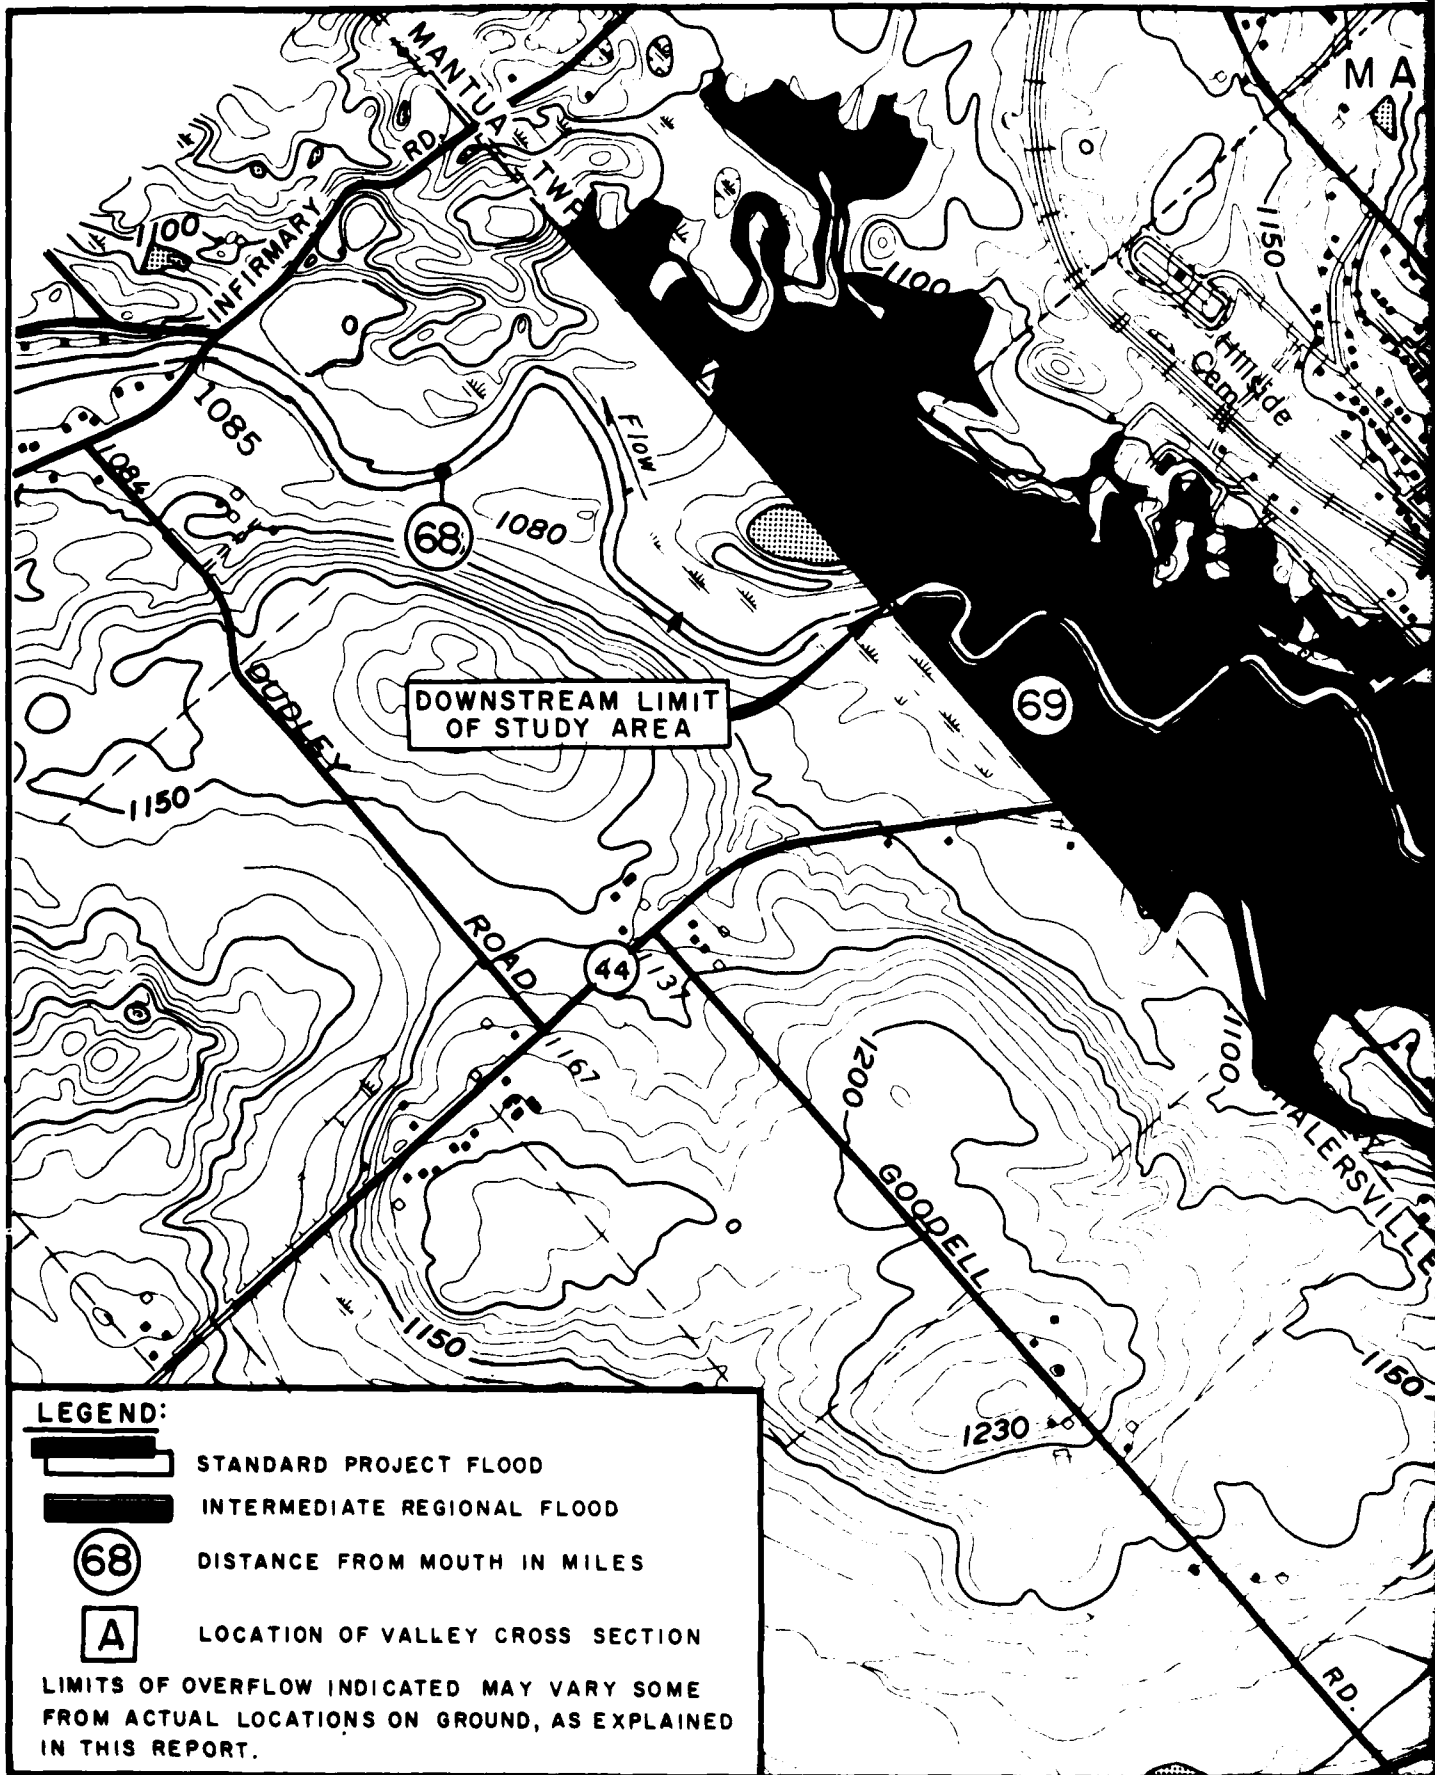 MANTUA TWP.
MA
RD.
INFIRMARY
1100
1100
1150
Hillside
Cem
1085
1084
Flow
68
1080
DOWNSTREAM LIMIT
OF STUDY AREA
69
DUDLEY
1150
ROAD
44
1137
1167
1200
1100
GOODELL
1150
1150
1230
RD.
LEGEND:
STANDARD PROJECT FLOOD
INTERMEDIATE REGIONAL FLOOD
68 DISTANCE FROM MOUTH IN MILES
A LOCATION OF VALLEY CROSS SECTION
LIMITS OF OVERFLOW INDICATED MAY VARY SOME
FROM ACTUAL LOCATIONS ON GROUND, AS EXPLAINED
IN THIS REPORT.